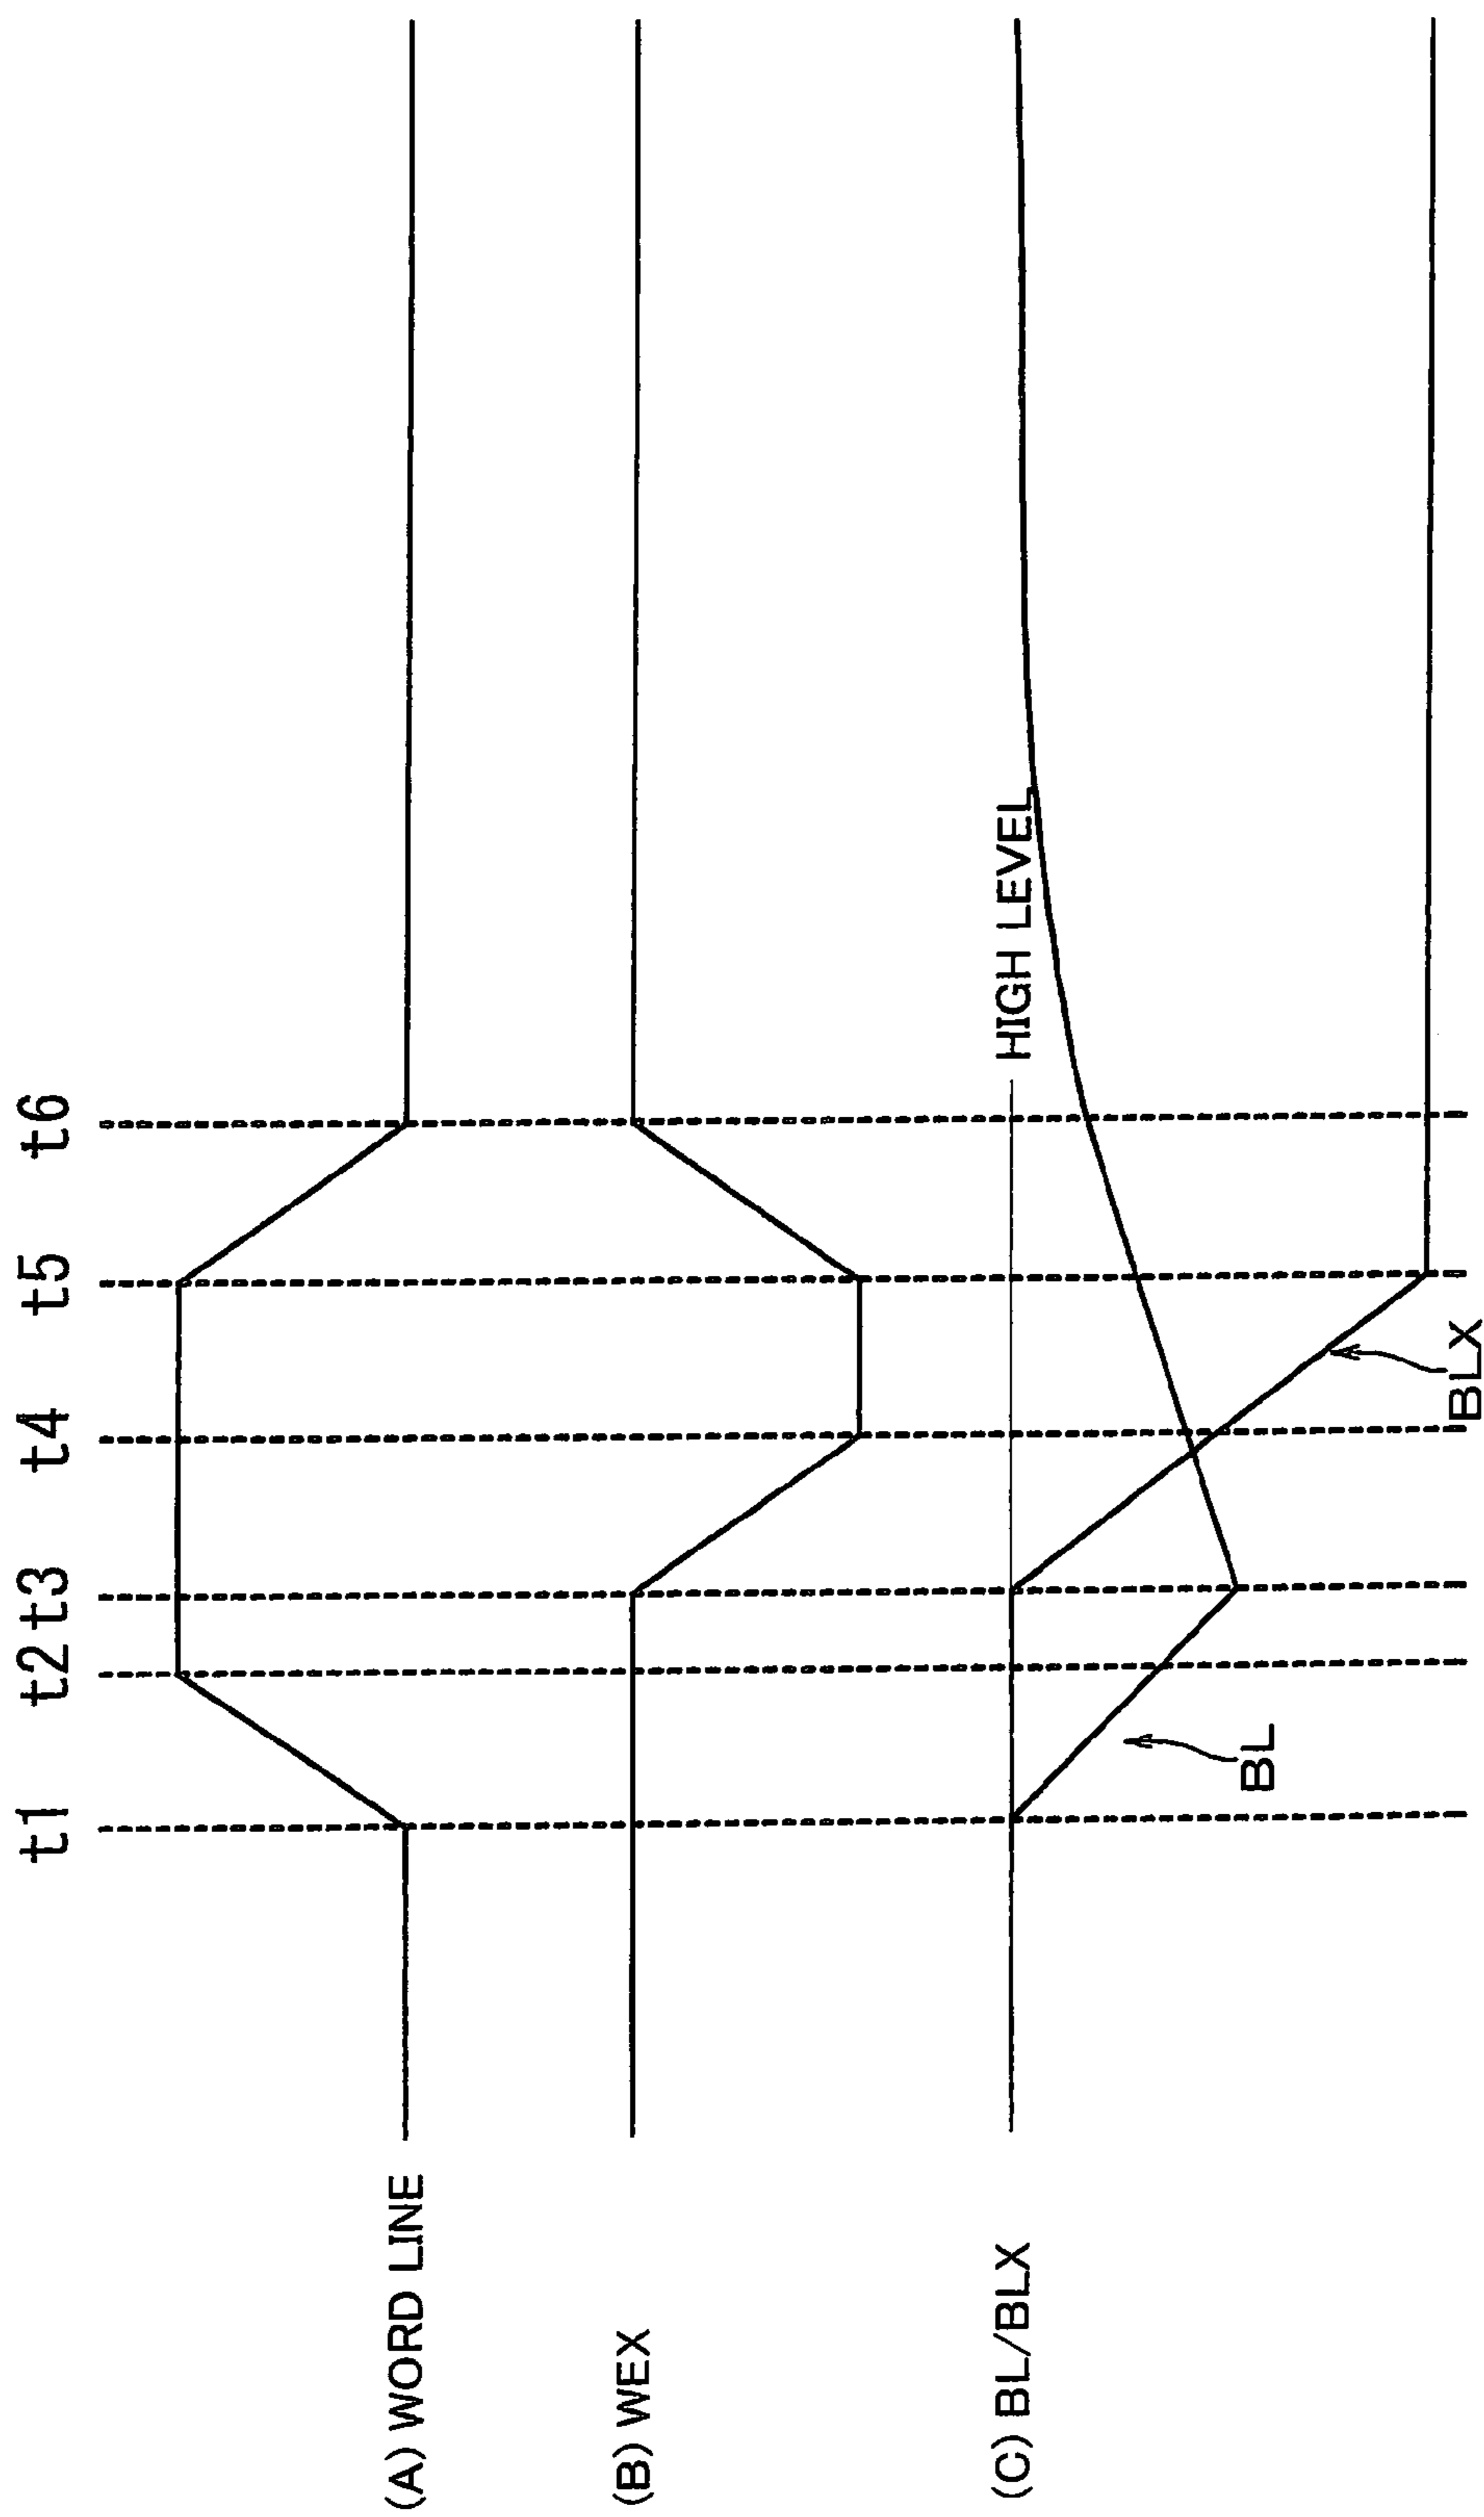 t1 t2 t3 t4 t5 t6
(A) WORD LINE
(B) WEX
(C) BL/BLX
HIGH LEVEL
BL
BLX